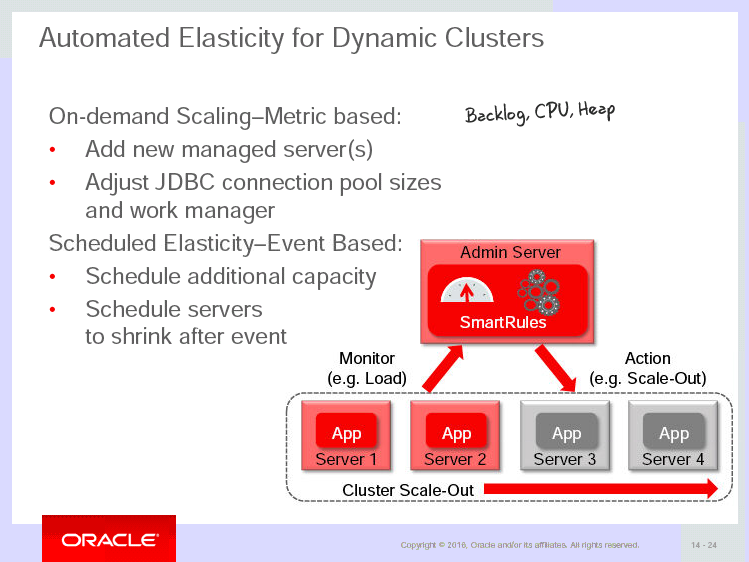 Automated Elasticity for Dynamic Clusters
On-demand Scaling–Metric based:
Backlog, CPU, Heap
• Add new managed server(s)
• Adjust JDBC connection pool sizes
and work manager
Scheduled Elasticity–Event Based:
• Schedule additional capacity
• Schedule servers
to shrink after event
Admin Server
SmartRules
Monitor
(e.g. Load)
Action
(e.g. Scale-Out)
App
Server 1
App
Server 2
App
Server 3
App
Server 4
Cluster Scale-Out
ORACLE
Copyright © 2016, Oracle and/or its affiliates. All rights reserved.
14 - 24